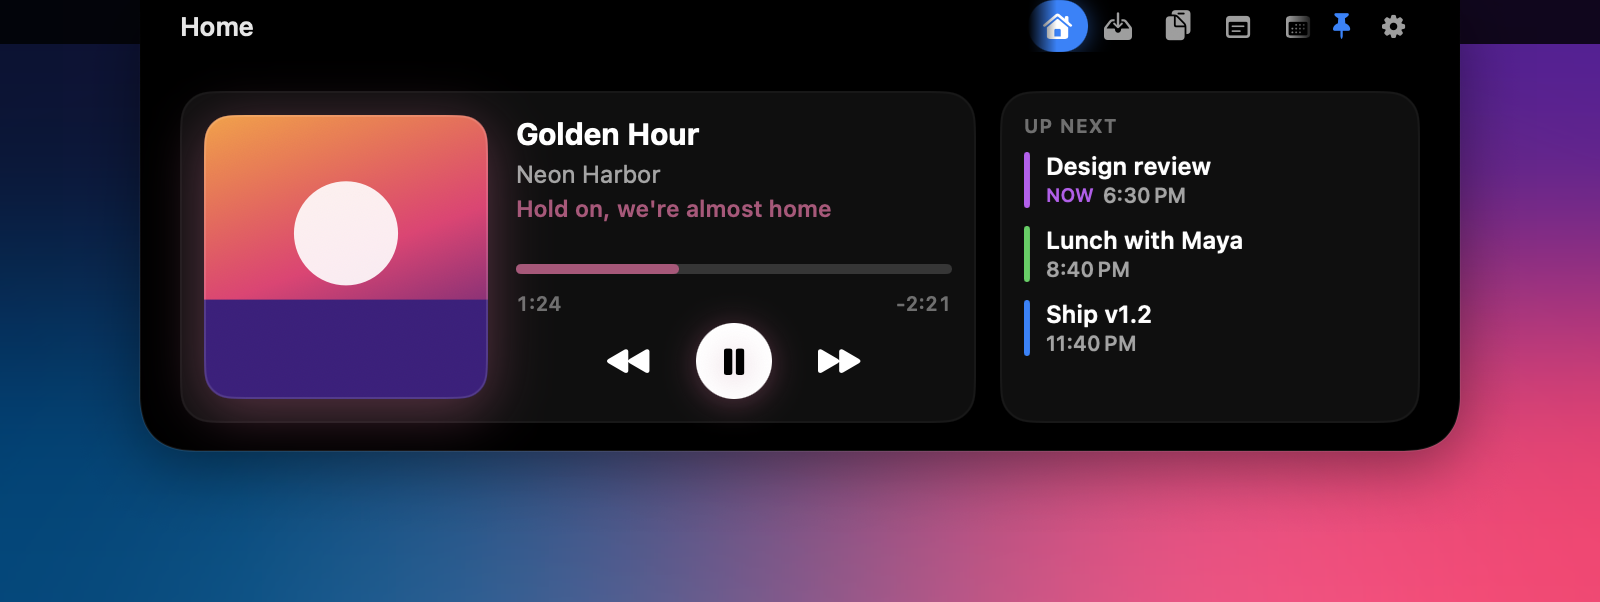 Home
Golden Hour
Neon Harbor
Hold on, we're almost home
1:24
-2:21
UP NEXT
Design review
NOW 6:30 PM
Lunch with Maya
8:40 PM
Ship v1.2
11:40 PM